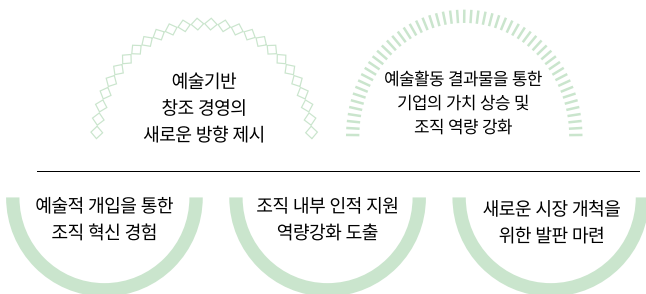 예술기반
창조 경영의
새로운 방향 제시
예술활동 결과물을 통한
기업의 가치 상승 및
조직 역량 강화
예술적 개입을 통한
조직 혁신 경험
조직 내부 인적 지원
역량강화 도출
새로운 시장 개척을
위한 발판 마련